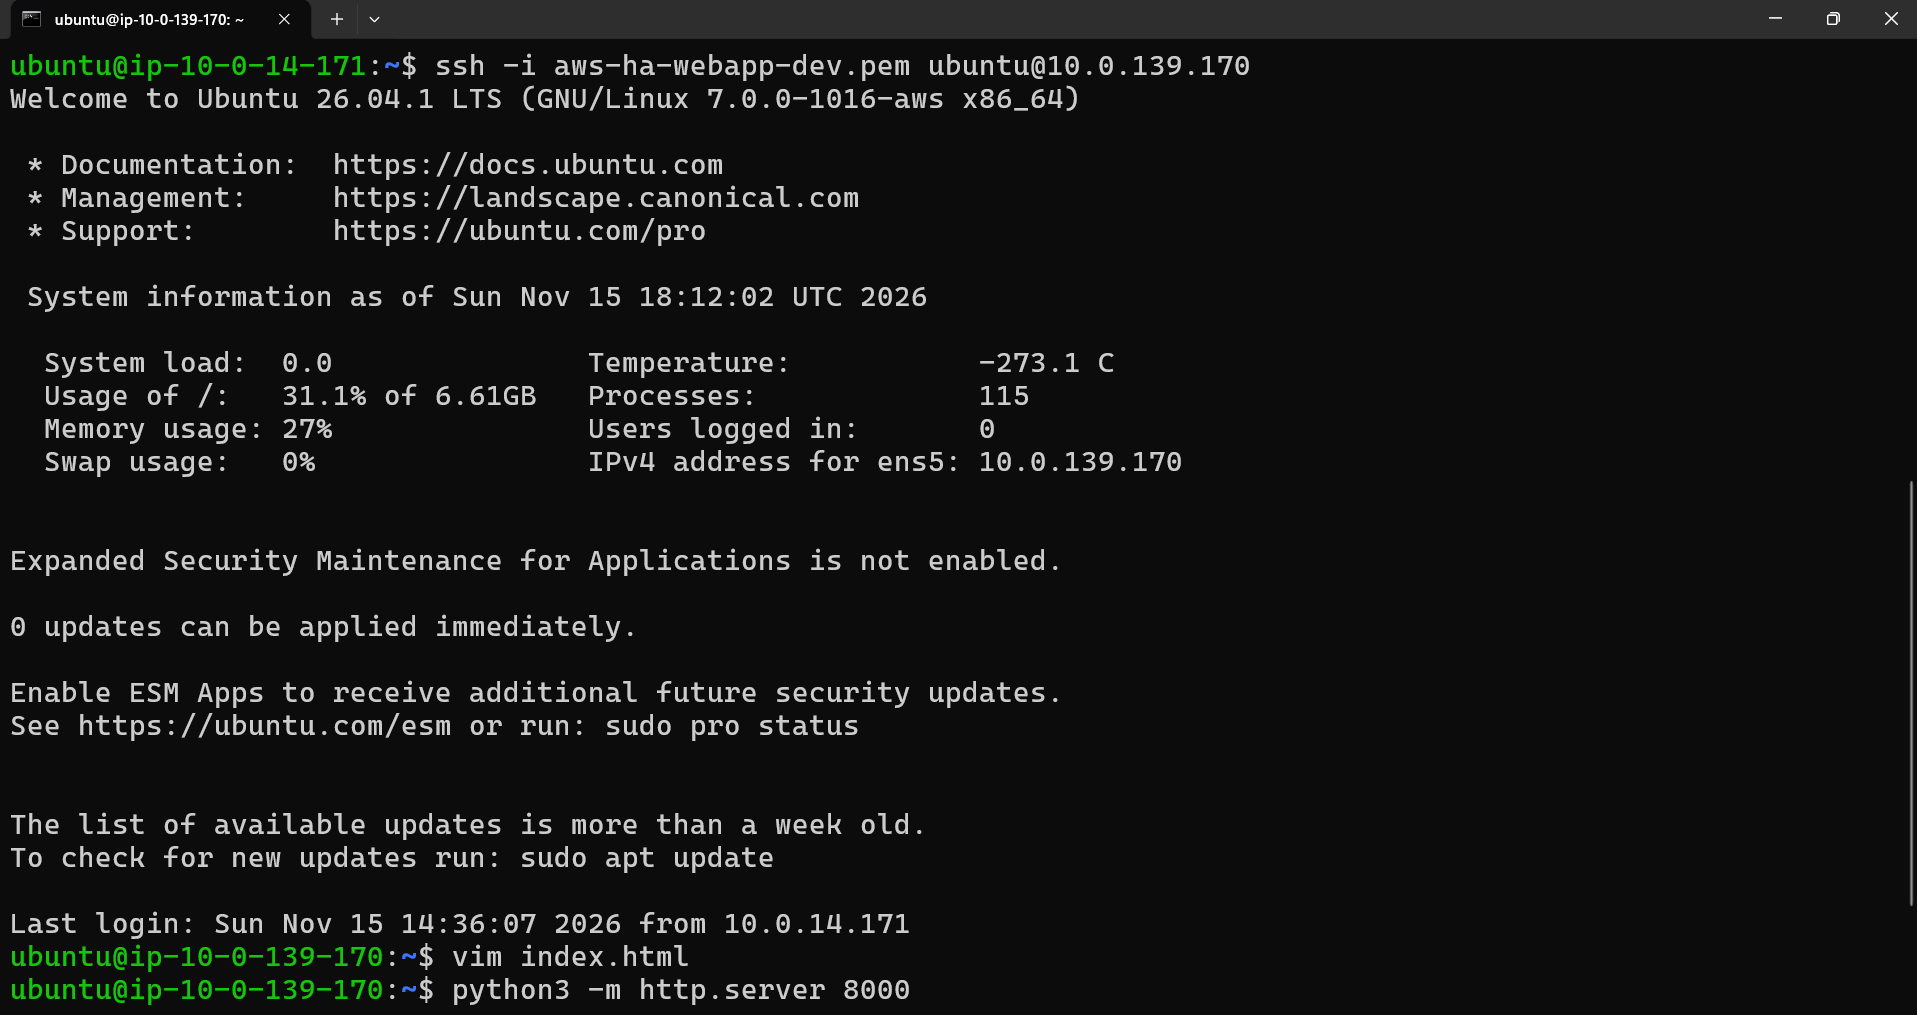 ubuntu@ip-10-0-139-170: ~
ubuntu@ip-10-0-14-171:~$ ssh -i aws-ha-webapp-dev.pem ubuntu@10.0.139.170
Welcome to Ubuntu 26.04.1 LTS (GNU/Linux 7.0.0-1016-aws x86_64)

 * Documentation:  https://docs.ubuntu.com
 * Management:     https://landscape.canonical.com
 * Support:        https://ubuntu.com/pro

 System information as of Sun Nov 15 18:12:02 UTC 2026

  System load:  0.0               Temperature:           -273.1 C
  Usage of /:   31.1% of 6.61GB   Processes:             115
  Memory usage: 27%               Users logged in:       0
  Swap usage:   0%                IPv4 address for ens5: 10.0.139.170


Expanded Security Maintenance for Applications is not enabled.

0 updates can be applied immediately.

Enable ESM Apps to receive additional future security updates.
See https://ubuntu.com/esm or run: sudo pro status


The list of available updates is more than a week old.
To check for new updates run: sudo apt update

Last login: Sun Nov 15 14:36:07 2026 from 10.0.14.171
ubuntu@ip-10-0-139-170:~$ vim index.html
ubuntu@ip-10-0-139-170:~$ python3 -m http.server 8000